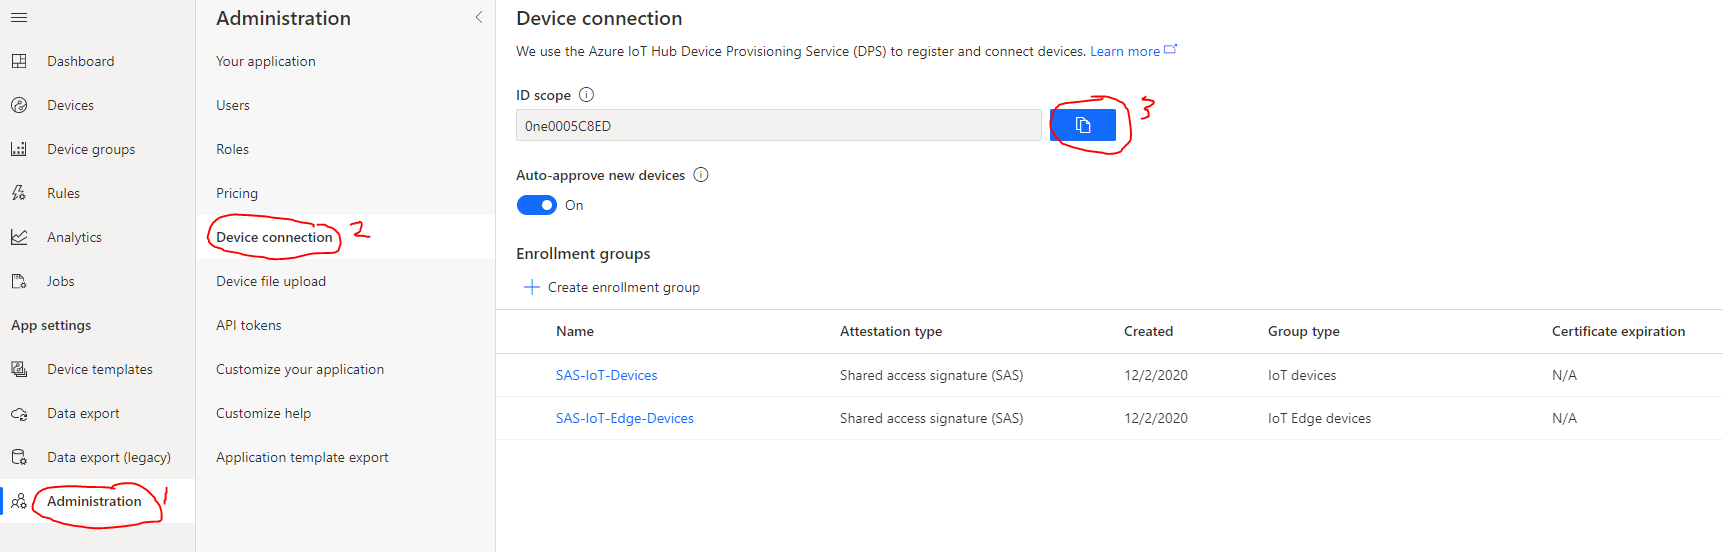 Dashboard
Devices
Device groups
Rules
Analytics
Jobs
App settings
Device templates
Data export
Data export (legacy)
Administration 1
Administration
Your application
Users
Roles
Pricing
Device connection 2
Device file upload
API tokens
Customize your application
Customize help
Application template export
Device connection
We use the Azure IoT Hub Device Provisioning Service (DPS) to register and connect devices. Learn more
ID scope
0ne0005C8ED 3
Auto-approve new devices
On
Enrollment groups
Create enrollment group
Name Attestation type Created Group type Certificate expiration
SAS-IoT-Devices Shared access signature (SAS) 12/2/2020 IoT devices N/A
SAS-IoT-Edge-Devices Shared access signature (SAS) 12/2/2020 IoT Edge devices N/A